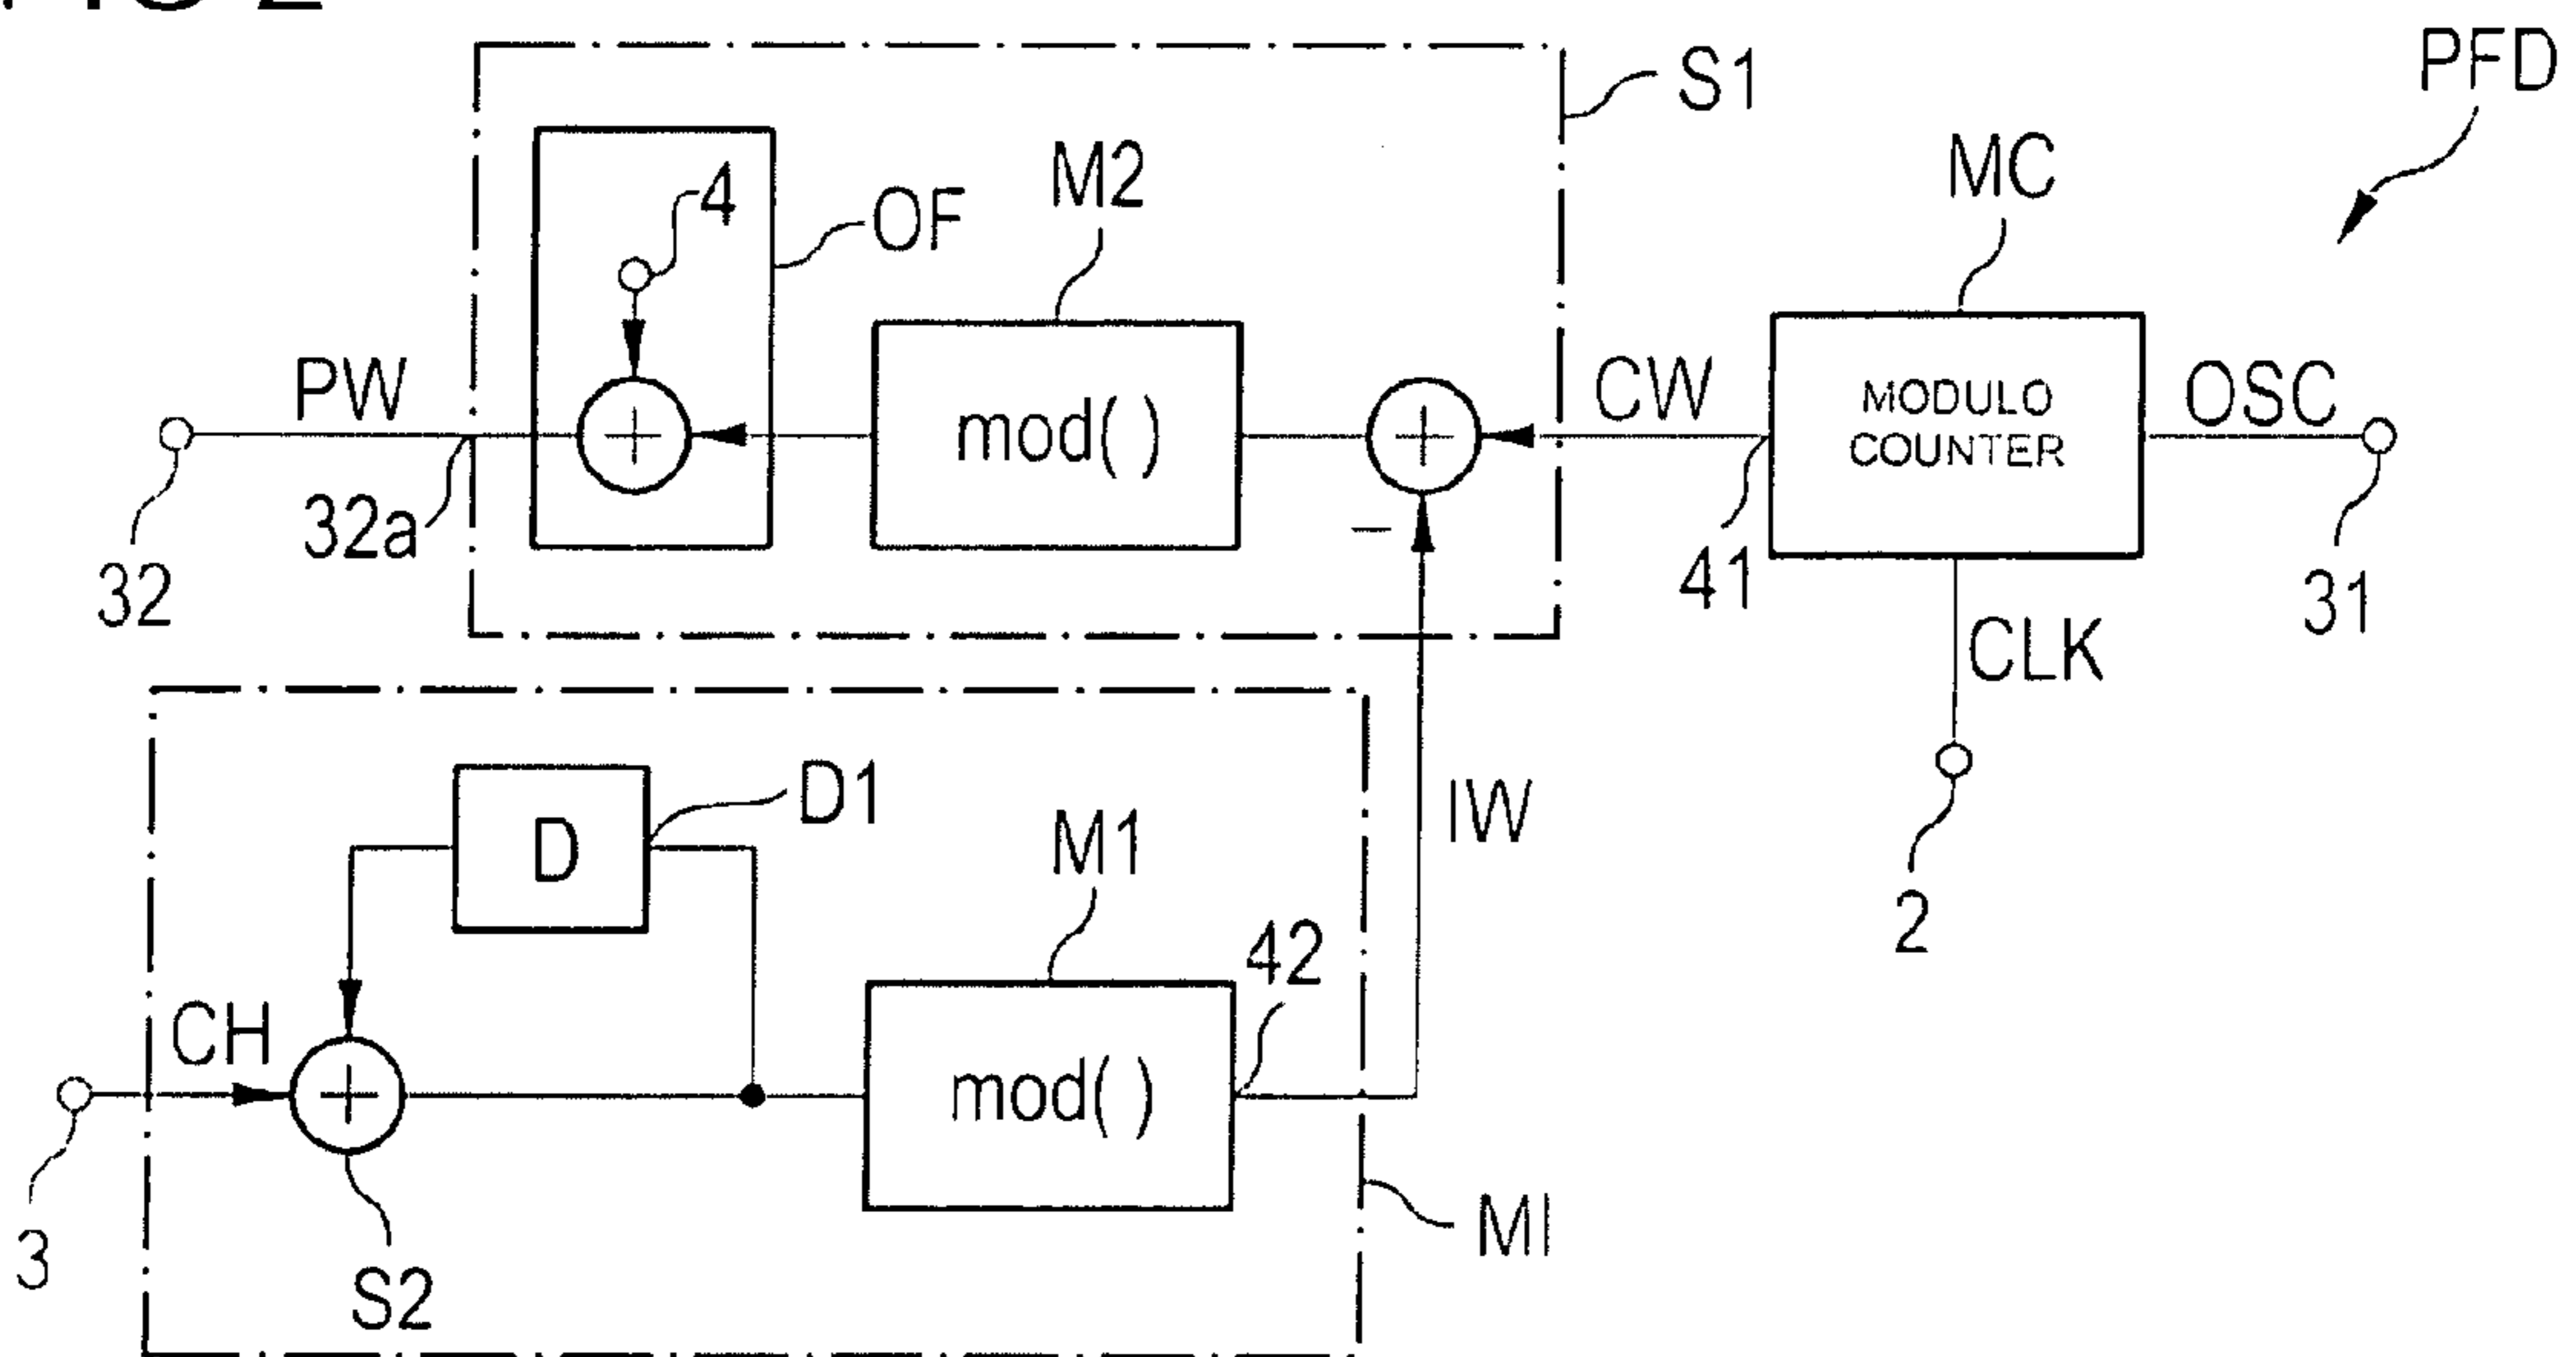 S1
PFD
MC
M2
4
OF
PW
CW
MODULO
COUNTER
OSC
mod( )
+
+
−
32a
32
41
31
CLK
D1
D
IW
M1
2
42
CH
+
mod( )
3
S2
MI